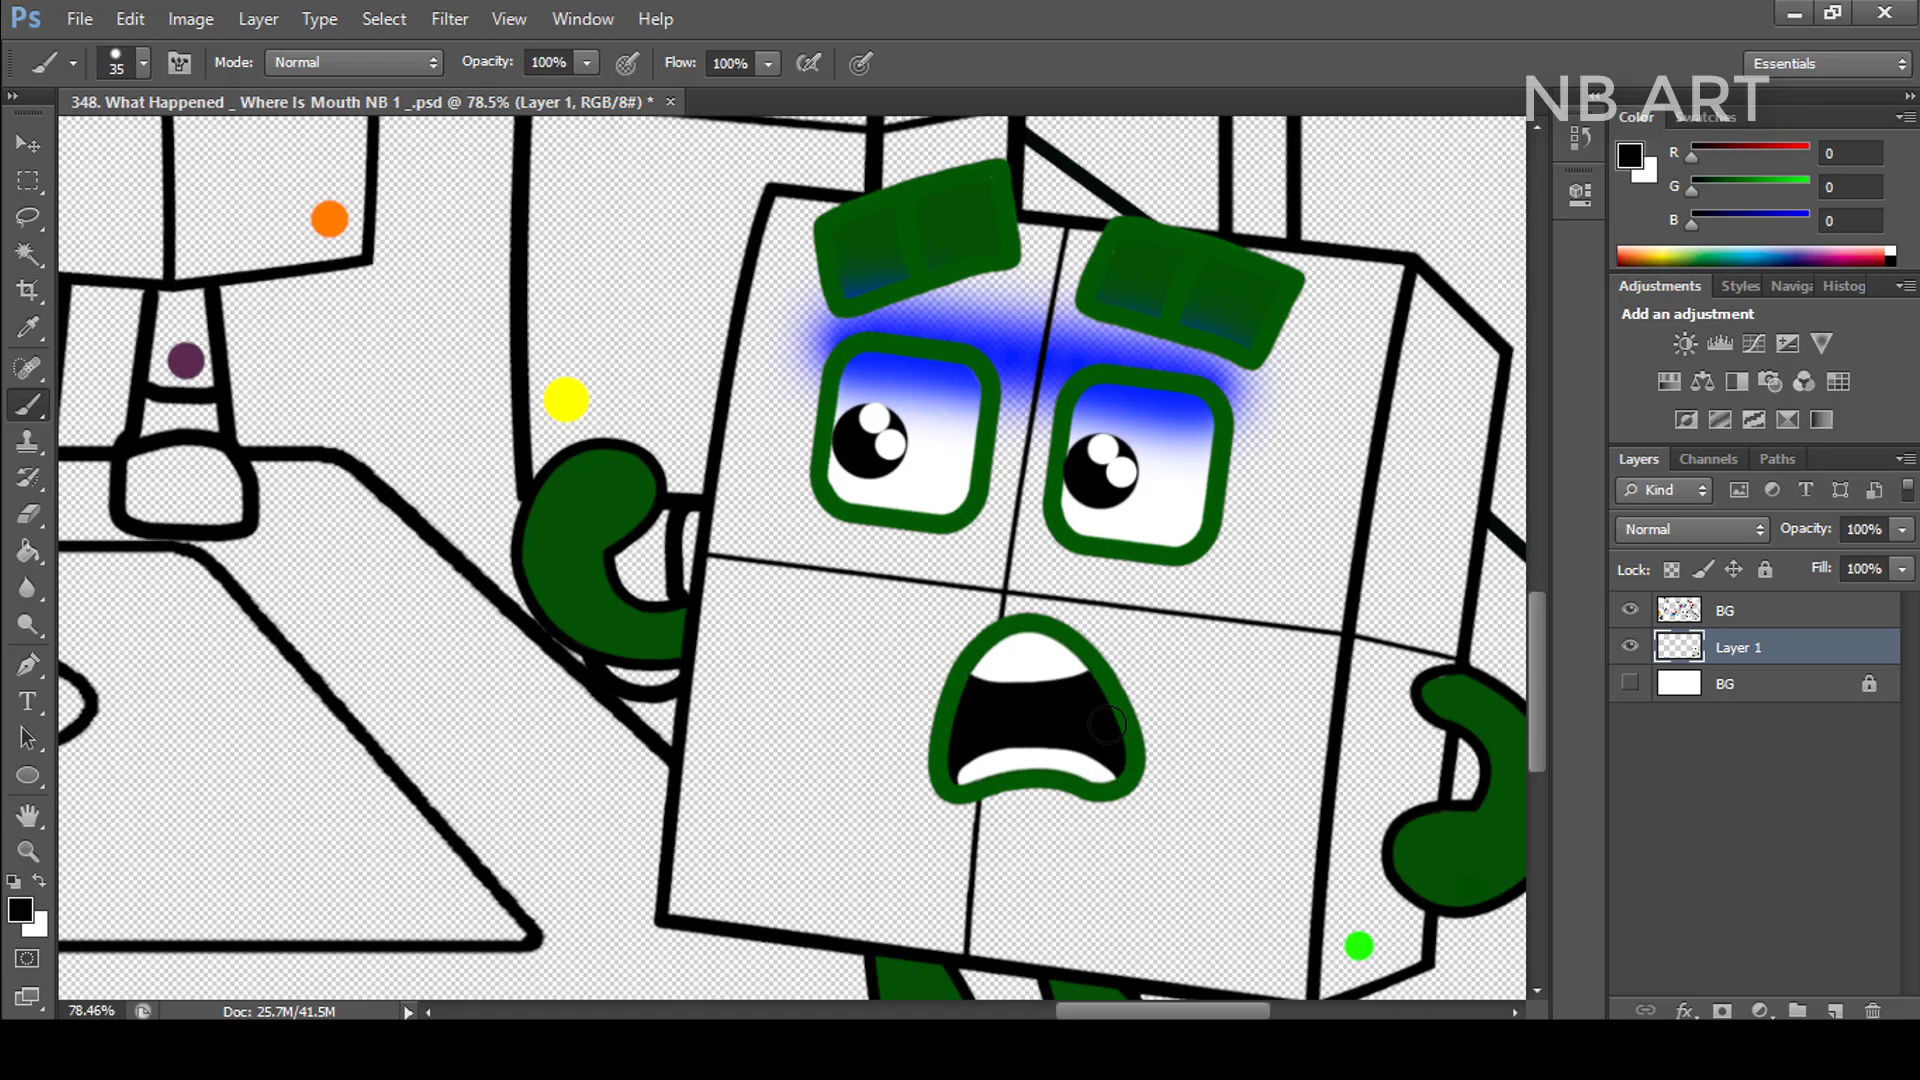 Ps File Edit Image Layer Type Select Filter View Window Help
35 Mode: Normal Opacity: 100% Flow: 100% Essentials
348. What Happened _ Where Is Mouth NB 1 _.psd @ 78.5% (Layer 1, RGB/8#) *
NB ART
Color Swatches
R 0
G 0
B 0
Adjustments Styles Naviga Histog
Add an adjustment
Layers Channels Paths
Kind
Normal Opacity: 100%
Lock: Fill: 100%
BG
Layer 1
BG
fx
T
78.46% Doc: 25.7M/41.5M